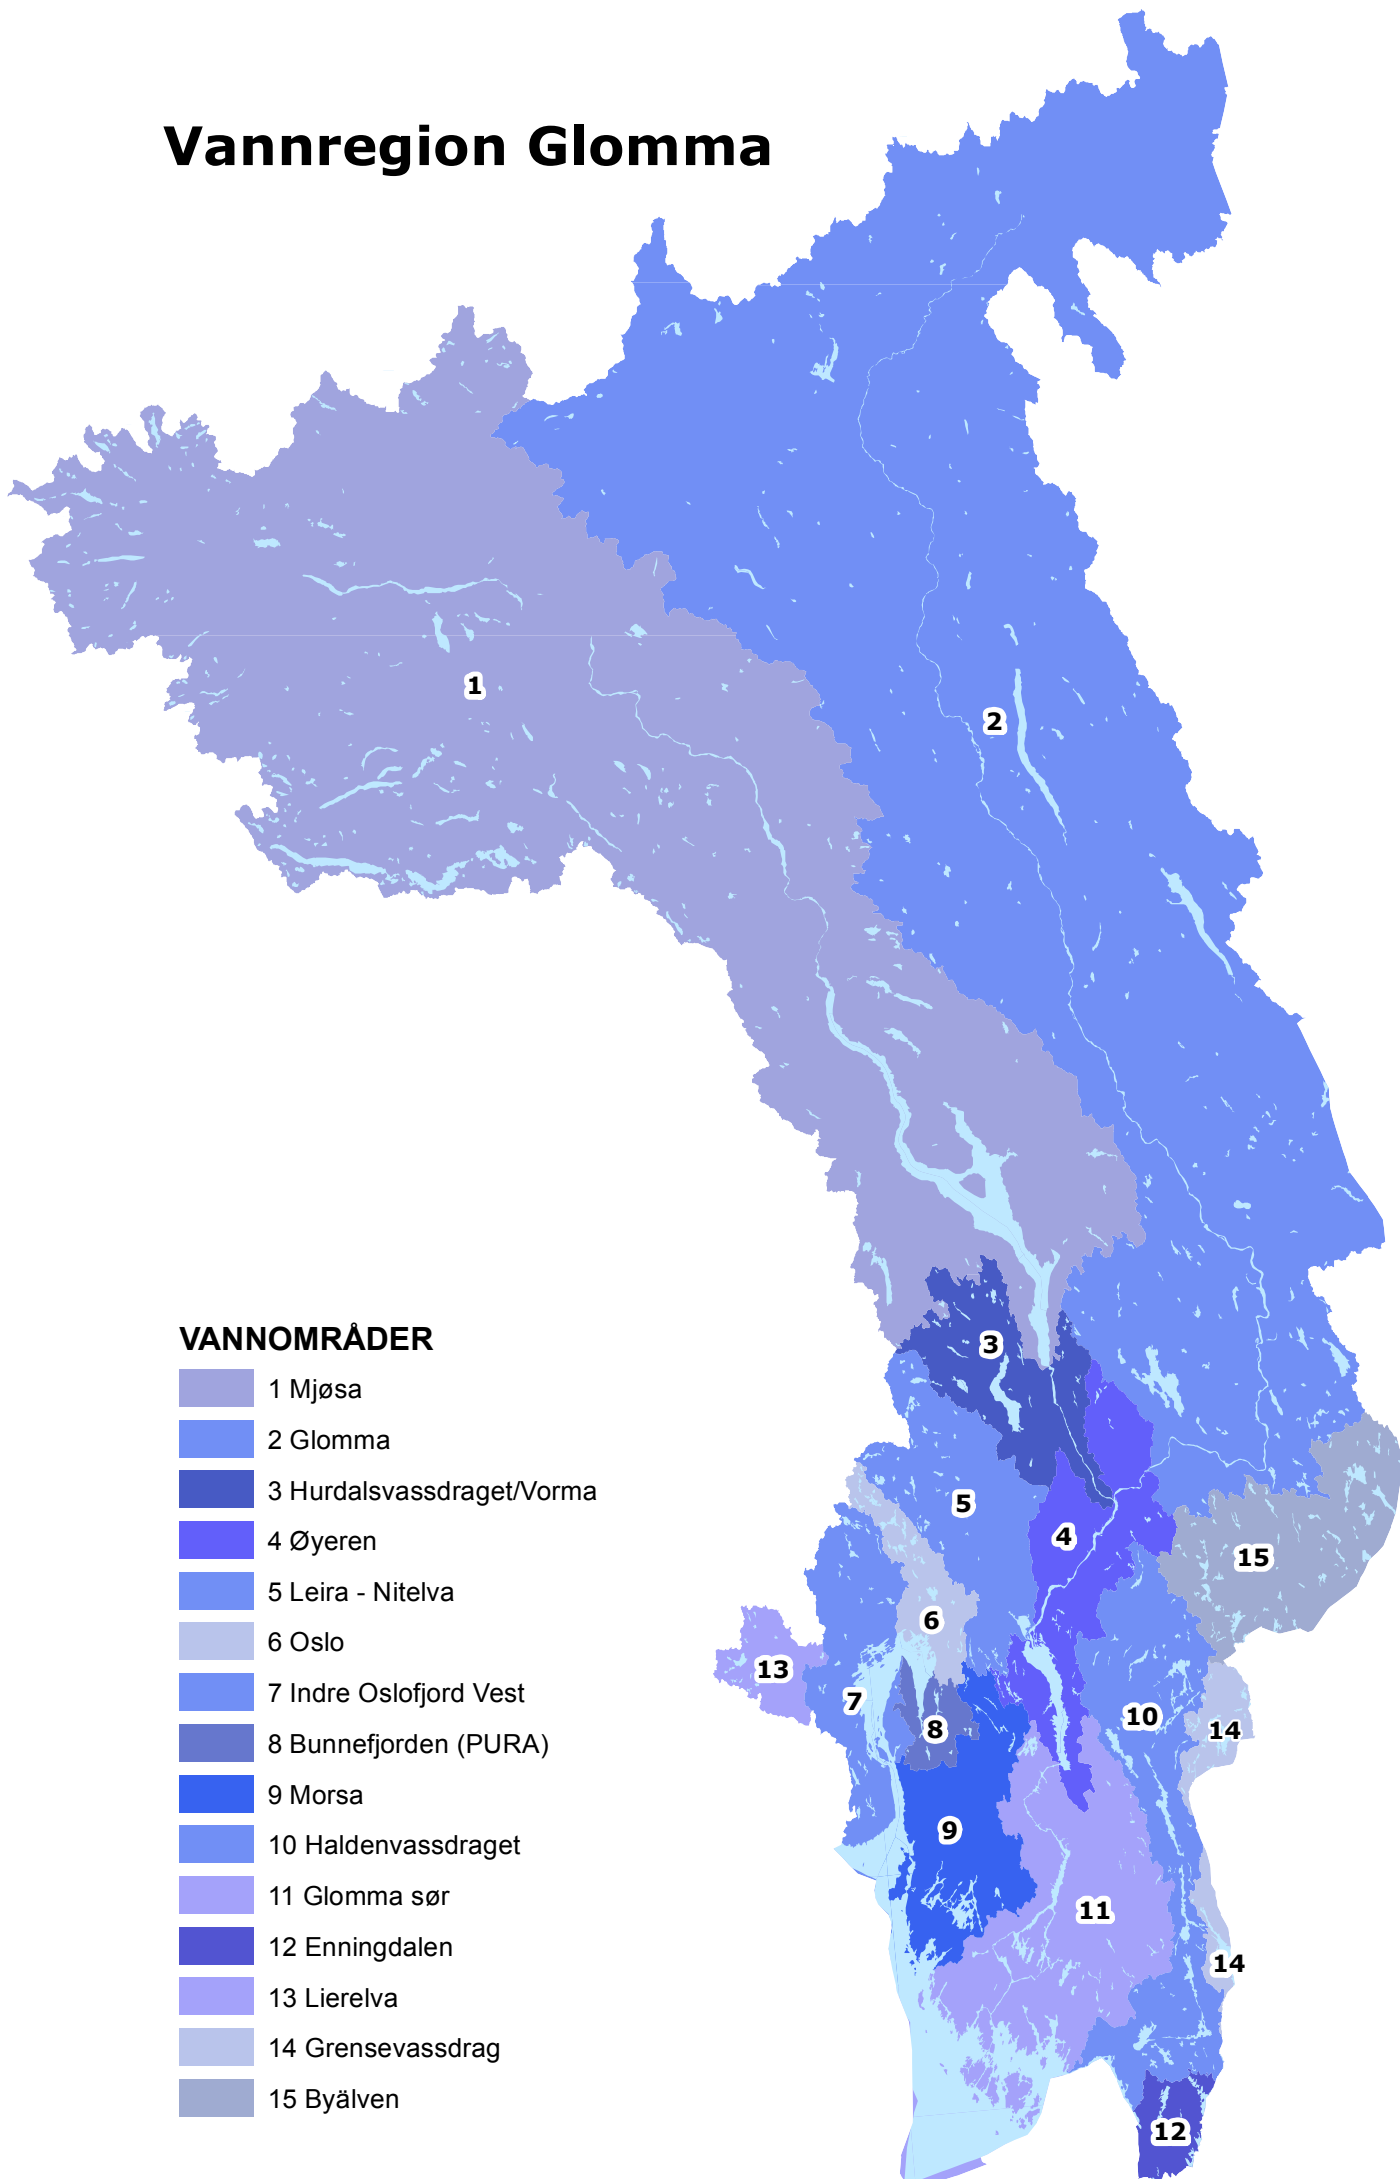 Vannregion Glomma
1
2
3
5
4
15
6
13
7
10
8
14
9
11
14
12
VANNOMRÅDER
1 Mjøsa
2 Glomma
3 Hurdalsvassdraget/Vorma
4 Øyeren
5 Leira - Nitelva
6 Oslo
7 Indre Oslofjord Vest
8 Bunnefjorden (PURA)
9 Morsa
10 Haldenvassdraget
11 Glomma sør
12 Enningdalen
13 Lierelva
14 Grensevassdrag
15 Byälven